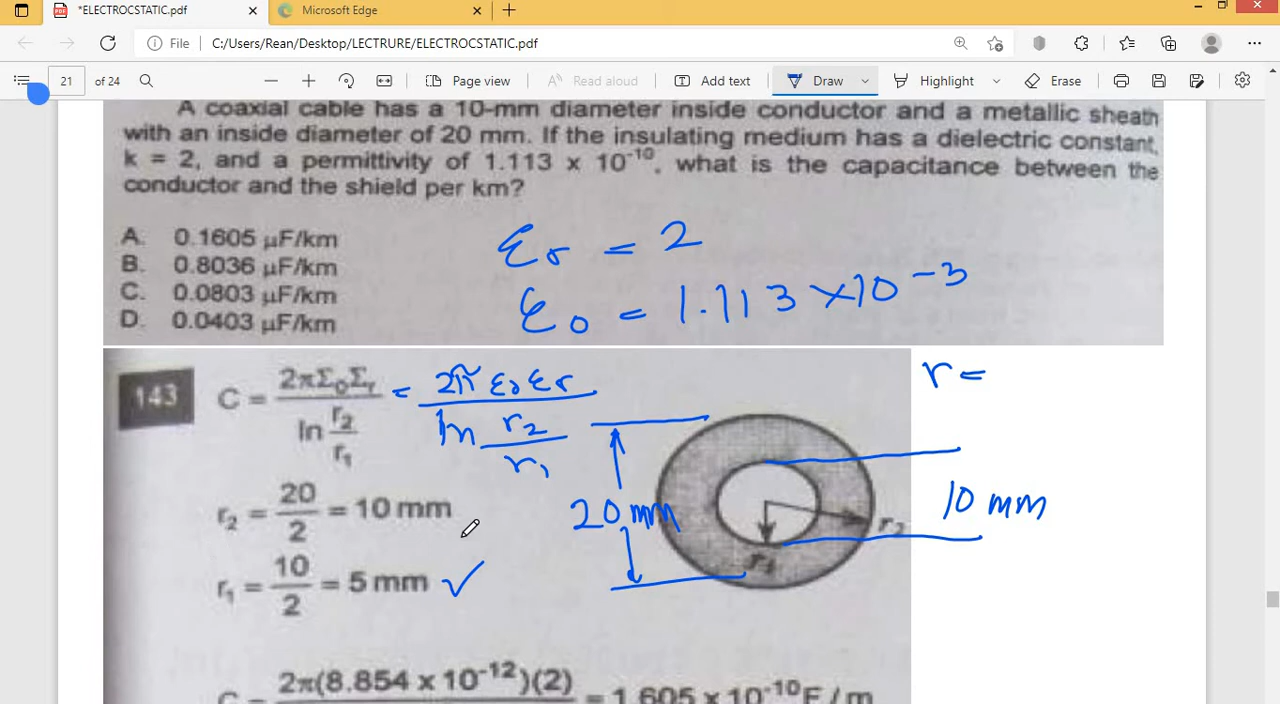 *ELECTROCSTATIC.pdf
Microsoft Edge
File
C:/Users/Rean/Desktop/LECTRURE/ELECTROCSTATIC.pdf
21 of 24
Page view
Read aloud
Add text
Draw
Highlight
Erase
A coaxial cable has a 10-mm diameter inside conductor and a metallic sheath
with an inside diameter of 20 mm. If the insulating medium has a dielectric constant,
k = 2, and a permittivity of 1.113 x 10⁻¹⁰, what is the capacitance between the
conductor and the shield per km?
A. 0.1605 µF/km
B. 0.8036 µF/km
C. 0.0803 µF/km
D. 0.0403 µF/km
εr = 2
ε0 = 1.113 x10⁻³
143
C = 2πΣ₀Σr / ln r₂/r₁ = 2π ε0 εr / ln r2/r1
r =
r₂ = 20/2 = 10 mm
r₁ = 10/2 = 5 mm ✓
20 mm
10 mm
r₂
r₁
C = 2π(8.854 x 10⁻¹²)(2) = 1.605 x 10⁻¹⁰F / m